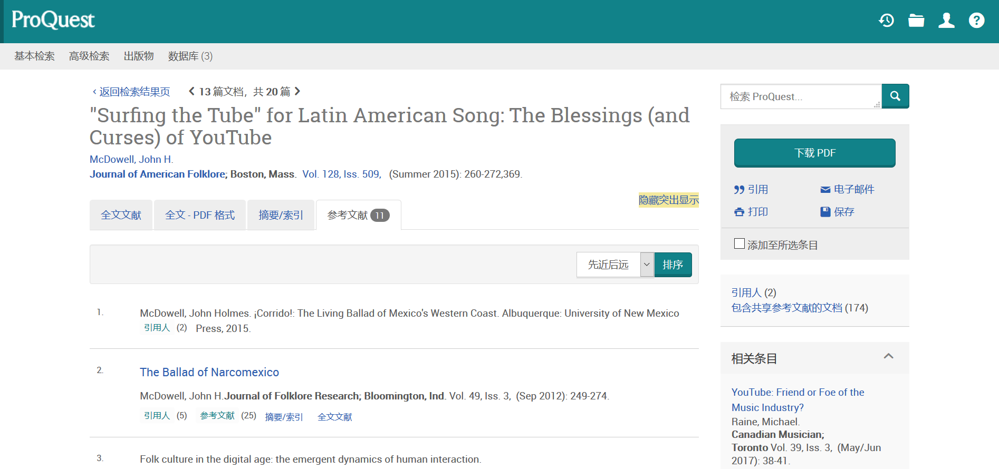 ProQuest
基本检索 高级检索 出版物 数据库 (3)
返回检索结果页 13 篇文档，共 20 篇
"Surfing the Tube" for Latin American Song: The Blessings (and
Curses) of YouTube
McDowell, John H.
Journal of American Folklore; Boston, Mass. Vol. 128, Iss. 509, (Summer 2015): 260-272,369.
隐藏突出显示
全文文献 全文 - PDF 格式 摘要/索引 参考文献 11
先近后远 排序
1. McDowell, John Holmes. ¡Corrido!: The Living Ballad of Mexico's Western Coast. Albuquerque: University of New Mexico
引用人 (2) Press, 2015.
2. The Ballad of Narcomexico
McDowell, John H.Journal of Folklore Research; Bloomington, Ind. Vol. 49, Iss. 3, (Sep 2012): 249-274.
引用人 (5) 参考文献 (25) 摘要/索引 全文文献
3. Folk culture in the digital age: the emergent dynamics of human interaction.
检索 ProQuest...
下载 PDF
引用 电子邮件
打印 保存
添加至所选条目
引用人 (2)
包含共享参考文献的文档 (174)
相关条目
YouTube: Friend or Foe of the
Music Industry?
Raine, Michael.
Canadian Musician;
Toronto Vol. 39, Iss. 3, (May/Jun
2017): 38-41.